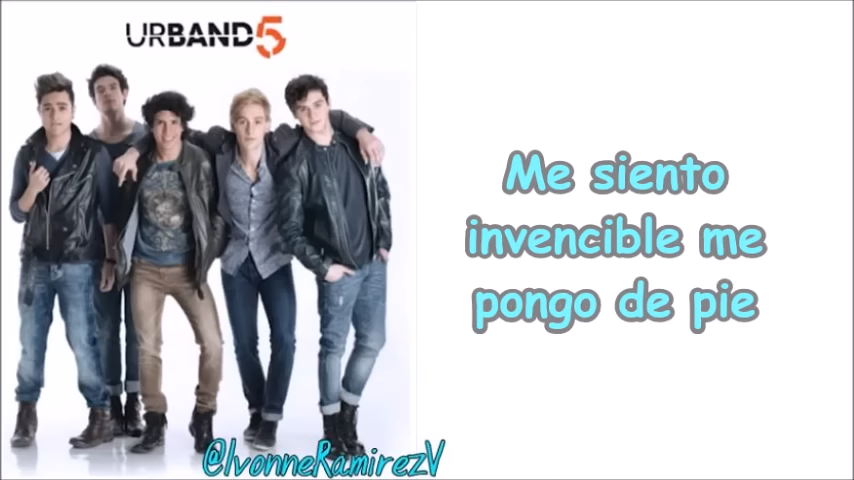 URBAND5
Me siento
invencible me
pongo de pie
@IvonneRamirezV